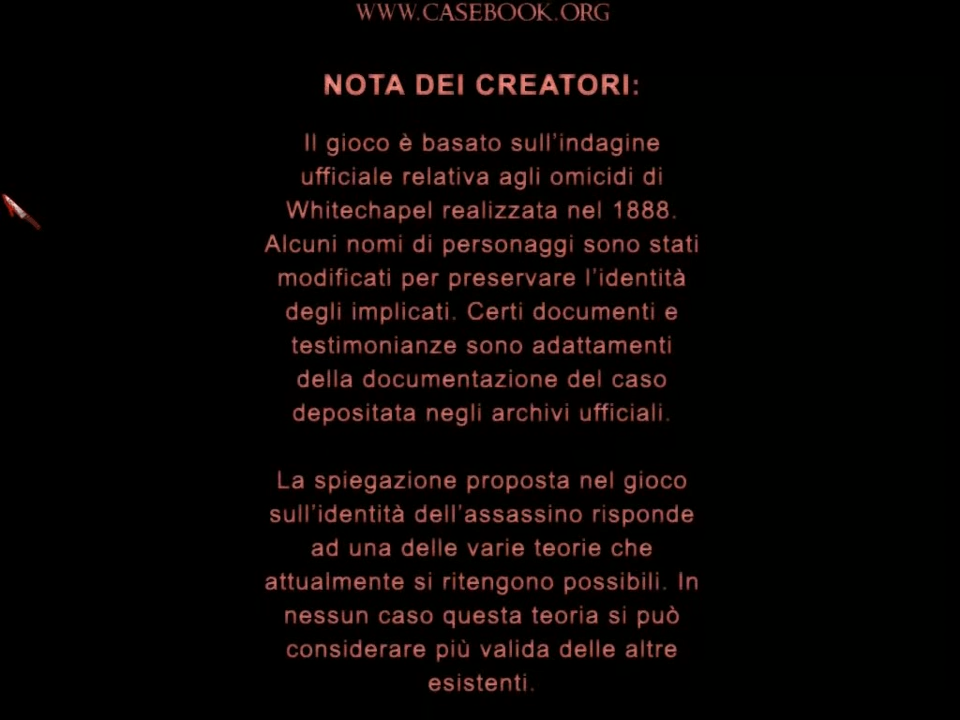 WWW.CASEBOOK.ORG
NOTA DEI CREATORI:
Il gioco è basato sull'indagine
ufficiale relativa agli omicidi di
Whitechapel realizzata nel 1888.
Alcuni nomi di personaggi sono stati
modificati per preservare l'identità
degli implicati. Certi documenti e
testimonianze sono adattamenti
della documentazione del caso
depositata negli archivi ufficiali.
La spiegazione proposta nel gioco
sull'identità dell'assassino risponde
ad una delle varie teorie che
attualmente si ritengono possibili. In
nessun caso questa teoria si può
considerare più valida delle altre
esistenti.